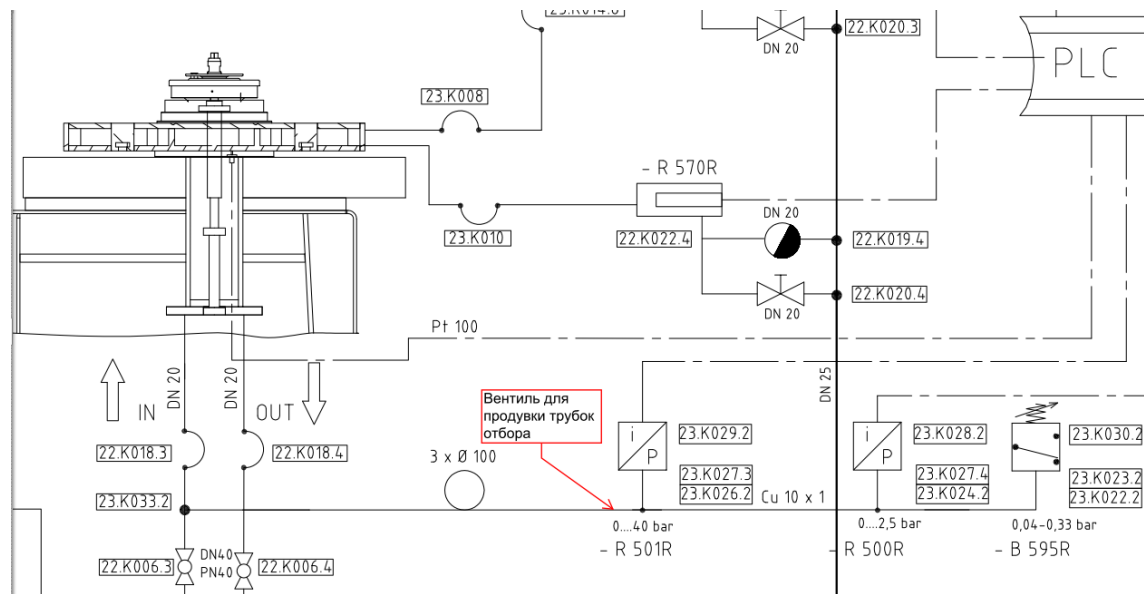 22.K020.3
DN 20
PLC
23.K008
- R 570R
DN 20
23.K010
22.K022.4
22.K019.4
22.K020.4
DN 20
Pt 100
DN 20
DN 20
DN 25
IN
OUT
Вентиль для
продувки трубок
отбора
22.K018.3
22.K018.4
3 x Ø 100
i
P
23.K029.2
23.K027.3
23.K026.2
i
P
23.K028.2
23.K027.4
23.K024.2
23.K030.2
23.K023.2
23.K022.2
23.K033.2
Cu 10 x 1
0....40 bar
- R 501R
0...2,5 bar
- R 500R
0,04-0,33 bar
- B 595R
22.K006.3
DN40
PN40
22.K006.4